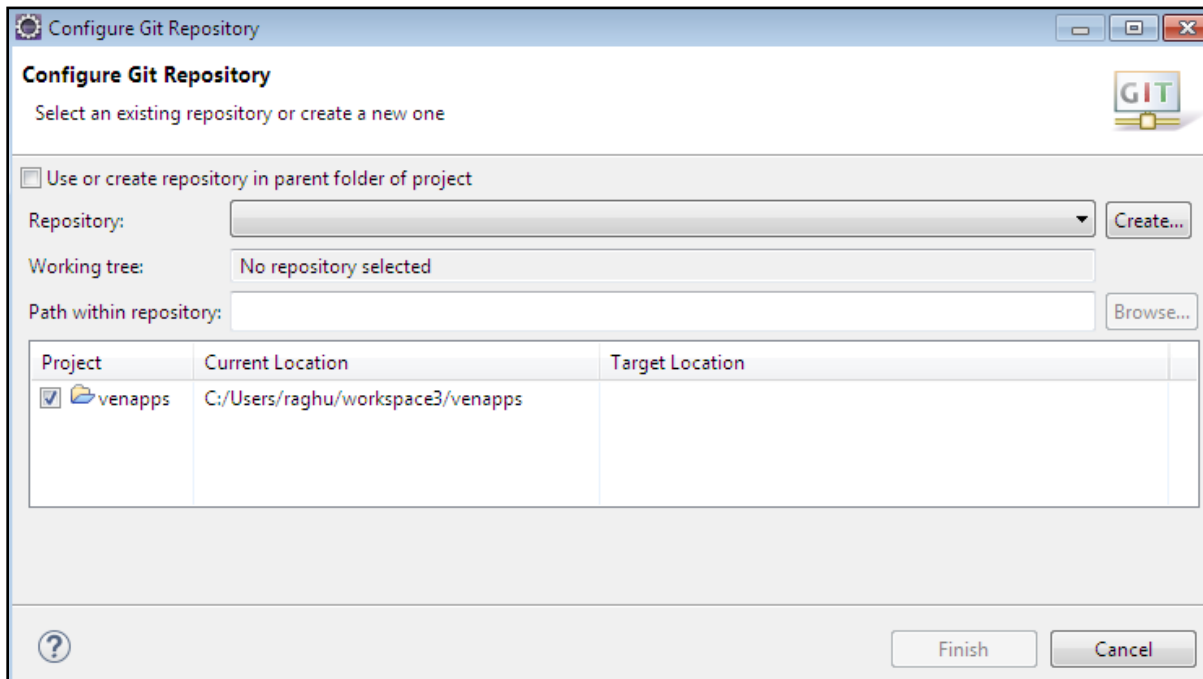 Configure Git Repository
Configure Git Repository
Select an existing repository or create a new one
GIT
Use or create repository in parent folder of project
Repository: Create...
Working tree: No repository selected
Path within repository: Browse...
Project Current Location Target Location
venapps C:/Users/raghu/workspace3/venapps
? Finish Cancel